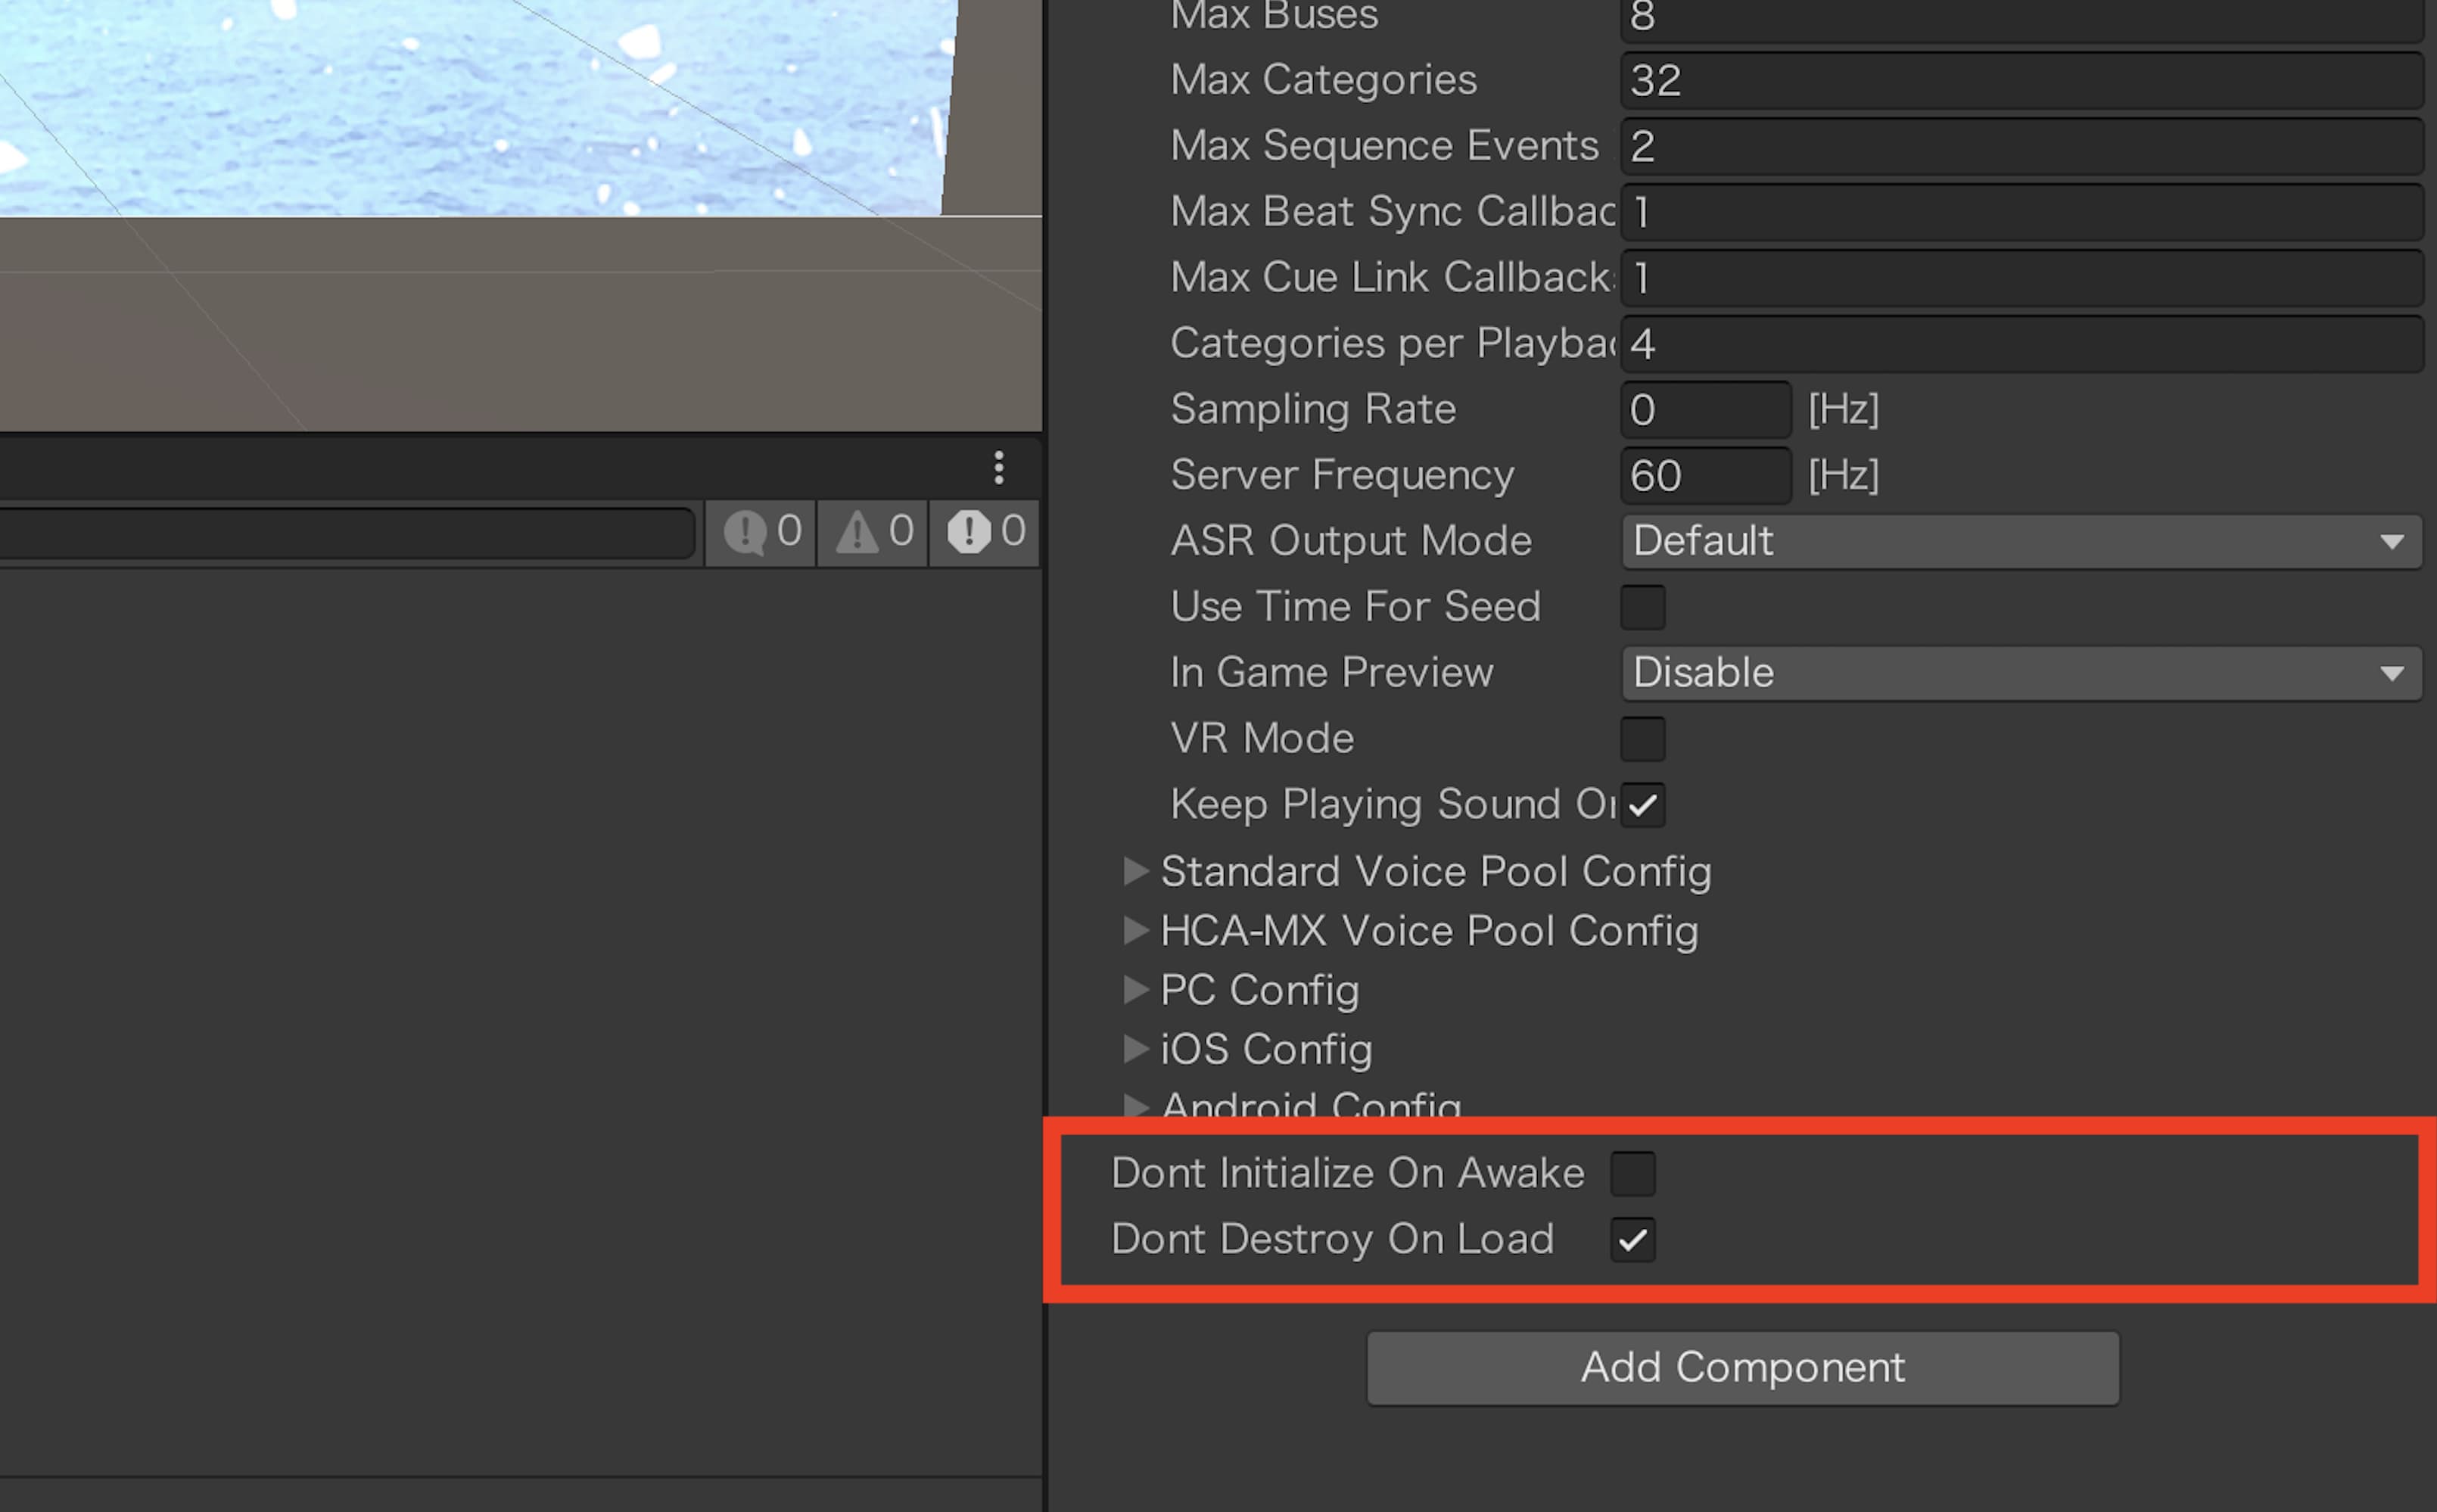 Max Buses 8
Max Categories 32
Max Sequence Events 2
Max Beat Sync Callbac 1
Max Cue Link Callback 1
Categories per Playba 4
Sampling Rate 0 [Hz]
Server Frequency 60 [Hz]
0 0 0
ASR Output Mode Default
Use Time For Seed
In Game Preview Disable
VR Mode
Keep Playing Sound O
Standard Voice Pool Config
HCA-MX Voice Pool Config
PC Config
iOS Config
Android Config
Dont Initialize On Awake
Dont Destroy On Load
Add Component